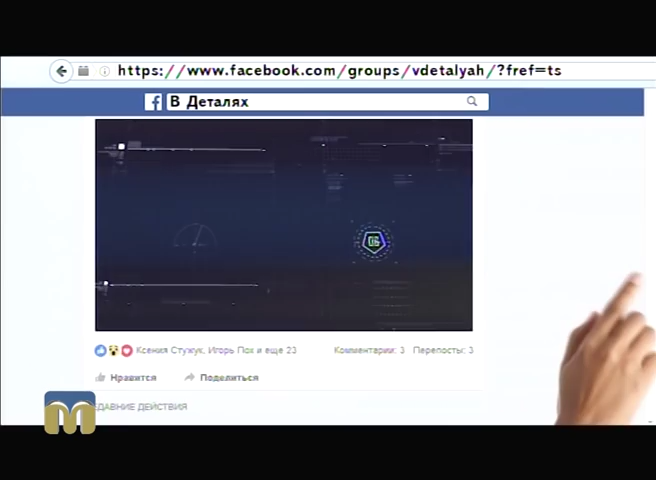 https://www.facebook.com/groups/vdetalyah/?fref=ts
В Деталях
06
Ксения Стужук, Игорь Пох и еще 23
Комментарии: 3 Перепосты: 3
Нравится Поделиться
ДАВНИЕ ДЕЙСТВИЯ